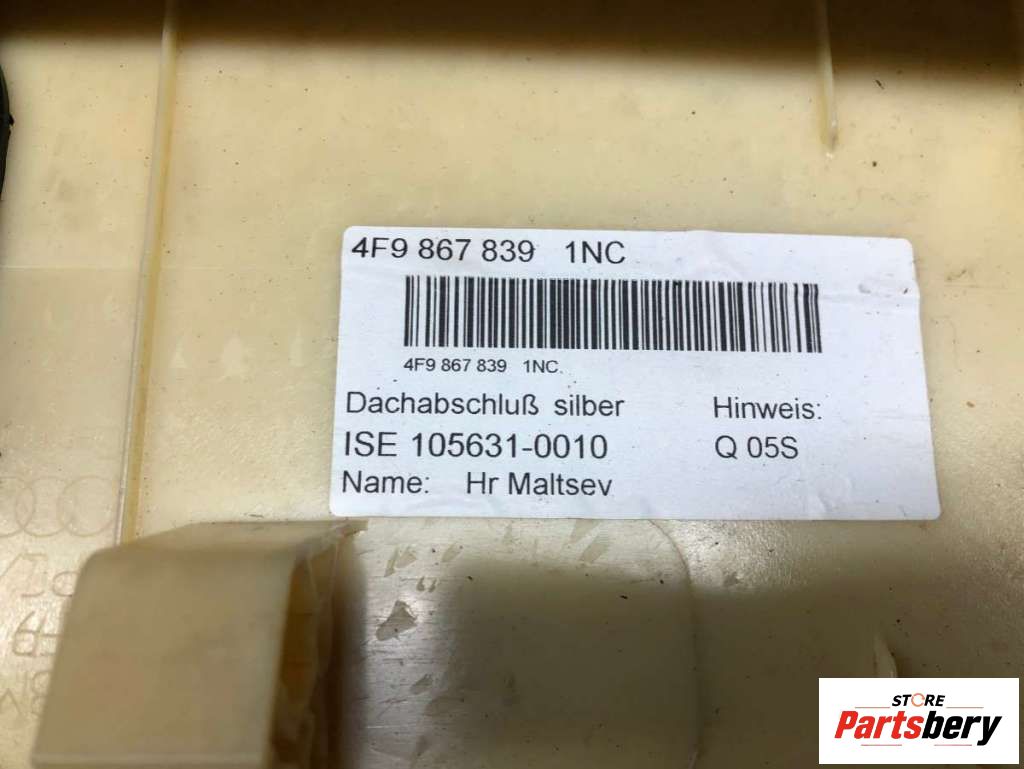 4F9 867 839 1NC
4F9 867 839 1NC
Dachabschluß silber
Hinweis:
ISE 105631-0010
Q 05S
Name: Hr Maltsev
STORE
Partsbery